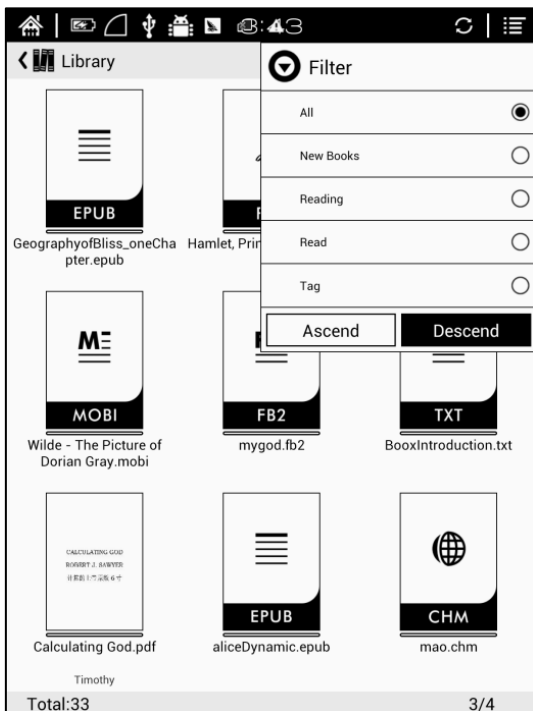 8:43
Library
Filter
All
New Books
Reading
Read
Tag
Ascend
Descend
EPUB
GeographyofBliss_oneCha
pter.epub
Hamlet, Prin
MOBI
FB2
TXT
Wilde - The Picture of
Dorian Gray.mobi
mygod.fb2
BooxIntroduction.txt
CALCULATING GOD
ROBERT J. SAWYER
EPUB
CHM
Calculating God.pdf
aliceDynamic.epub
mao.chm
Timothy
Total:33
3/4